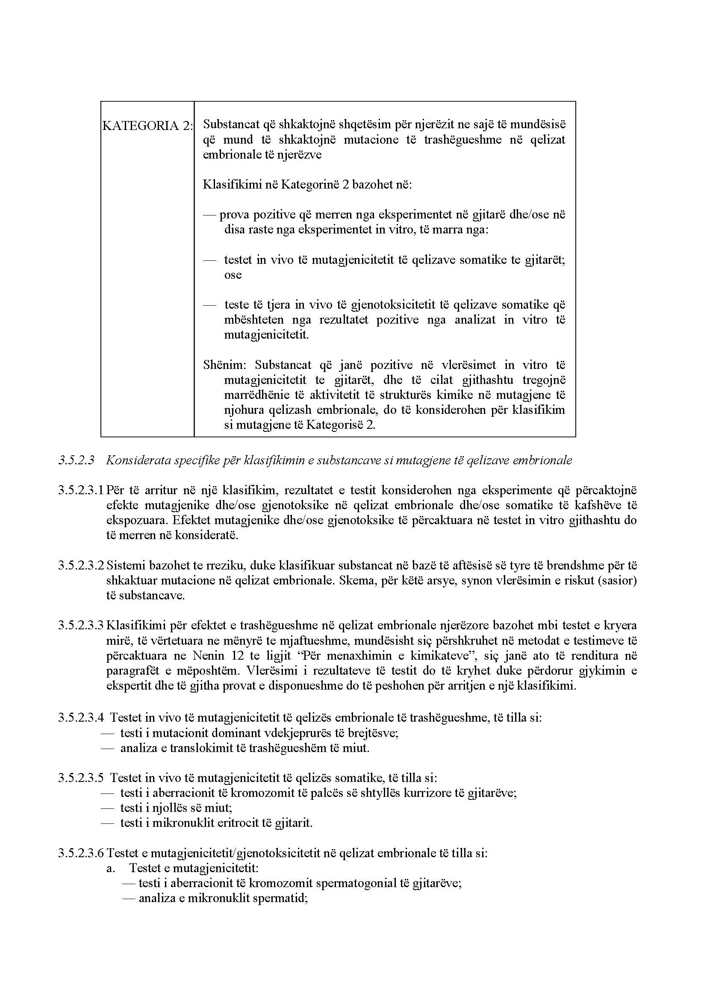 KATEGORIA 2:
Substancat që shkaktojnë shqetësim për njerëzit ne sajë të mundësisë
që mund të shkaktojnë mutacione të trashëgueshme në qelizat
embrionale të njerëzve
Klasifikimi në Kategorinë 2 bazohet në:
— prova pozitive që merren nga eksperimentet në gjitarë dhe/ose në
disa raste nga eksperimentet in vitro, të marra nga:
— testet in vivo të mutagjenicitetit të qelizave somatike te gjitarët;
ose
— teste të tjera in vivo të gjenotoksicitetit të qelizave somatike që
mbështeten nga rezultatet pozitive nga analizat in vitro të
mutagjenicitetit.
Shënim: Substancat që janë pozitive në vlerësimet in vitro të
mutagjenicitetit te gjitarët, dhe të cilat gjithashtu tregojnë
marrëdhënie të aktivitetit të strukturës kimike në mutagjene të
njohura qelizash embrionale, do të konsiderohen për klasifikim
si mutagjene të Kategorisë 2.
3.5.2.3 Konsiderata specifike për klasifikimin e substancave si mutagjene të qelizave embrionale
3.5.2.3.1 Për të arritur në një klasifikim, rezultatet e testit konsiderohen nga eksperimente që përcaktojnë
efekte mutagjenike dhe/ose gjenotoksike në qelizat embrionale dhe/ose somatike të kafshëve të
ekspozuara. Efektet mutagjenike dhe/ose gjenotoksike të përcaktuara në testet in vitro gjithashtu do
të merren në konsideratë.
3.5.2.3.2 Sistemi bazohet te rreziku, duke klasifikuar substancat në bazë të aftësisë së tyre të brendshme për të
shkaktuar mutacione në qelizat embrionale. Skema, për këtë arsye, synon vlerësimin e riskut (sasior)
të substancave.
3.5.2.3.3 Klasifikimi për efektet e trashëgueshme në qelizat embrionale njerëzore bazohet mbi testet e kryera
mirë, të vërtetuara ne mënyrë te mjaftueshme, mundësisht siç përshkruhet në metodat e testimeve të
përcaktuara ne Nenin 12 te ligjit “Për menaxhimin e kimikateve”, siç janë ato të renditura në
paragrafët e mëposhtëm. Vlerësimi i rezultateve të testit do të kryhet duke përdorur gjykimin e
ekspertit dhe të gjitha provat e disponueshme do të peshohen për arritjen e një klasifikimi.
3.5.2.3.4 Testet in vivo të mutagjenicitetit të qelizës embrionale të trashëgueshme, të tilla si:
— testi i mutacionit dominant vdekjeprurës të brejtësve;
— analiza e translokimit të trashëgueshëm të miut.
3.5.2.3.5 Testet in vivo të mutagjenicitetit të qelizës somatike, të tilla si:
— testi i aberracionit të kromozomit të palcës së shtyllës kurrizore të gjitarëve;
— testi i njollës së miut;
— testi i mikronuklit eritrocit të gjitarit.
3.5.2.3.6 Testet e mutagjenicitetit/gjenotoksicitetit në qelizat embrionale të tilla si:
a. Testet e mutagjenicitetit:
— testi i aberracionit të kromozomit spermatogonial të gjitarëve;
— analiza e mikronuklit spermatid;